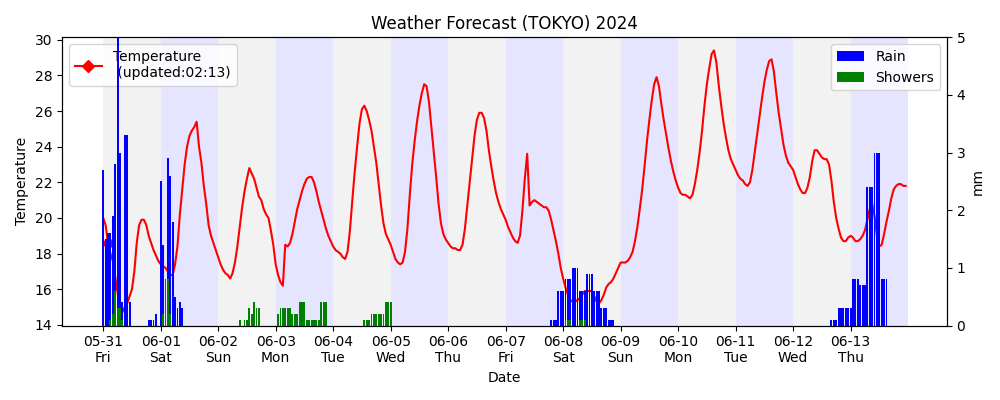 Weather Forecast (TOKYO) 2024
Temperature
(updated:02:13)
Rain
Showers
Temperature
30
28
26
24
22
20
18
16
14
5
4
3
2
1
0
mm
05-31 06-01 06-02 06-03 06-04 06-05 06-06 06-07 06-08 06-09 06-10 06-11 06-12 06-13
Fri Sat Sun Mon Tue Wed Thu Fri Sat Sun Mon Tue Wed Thu
Date